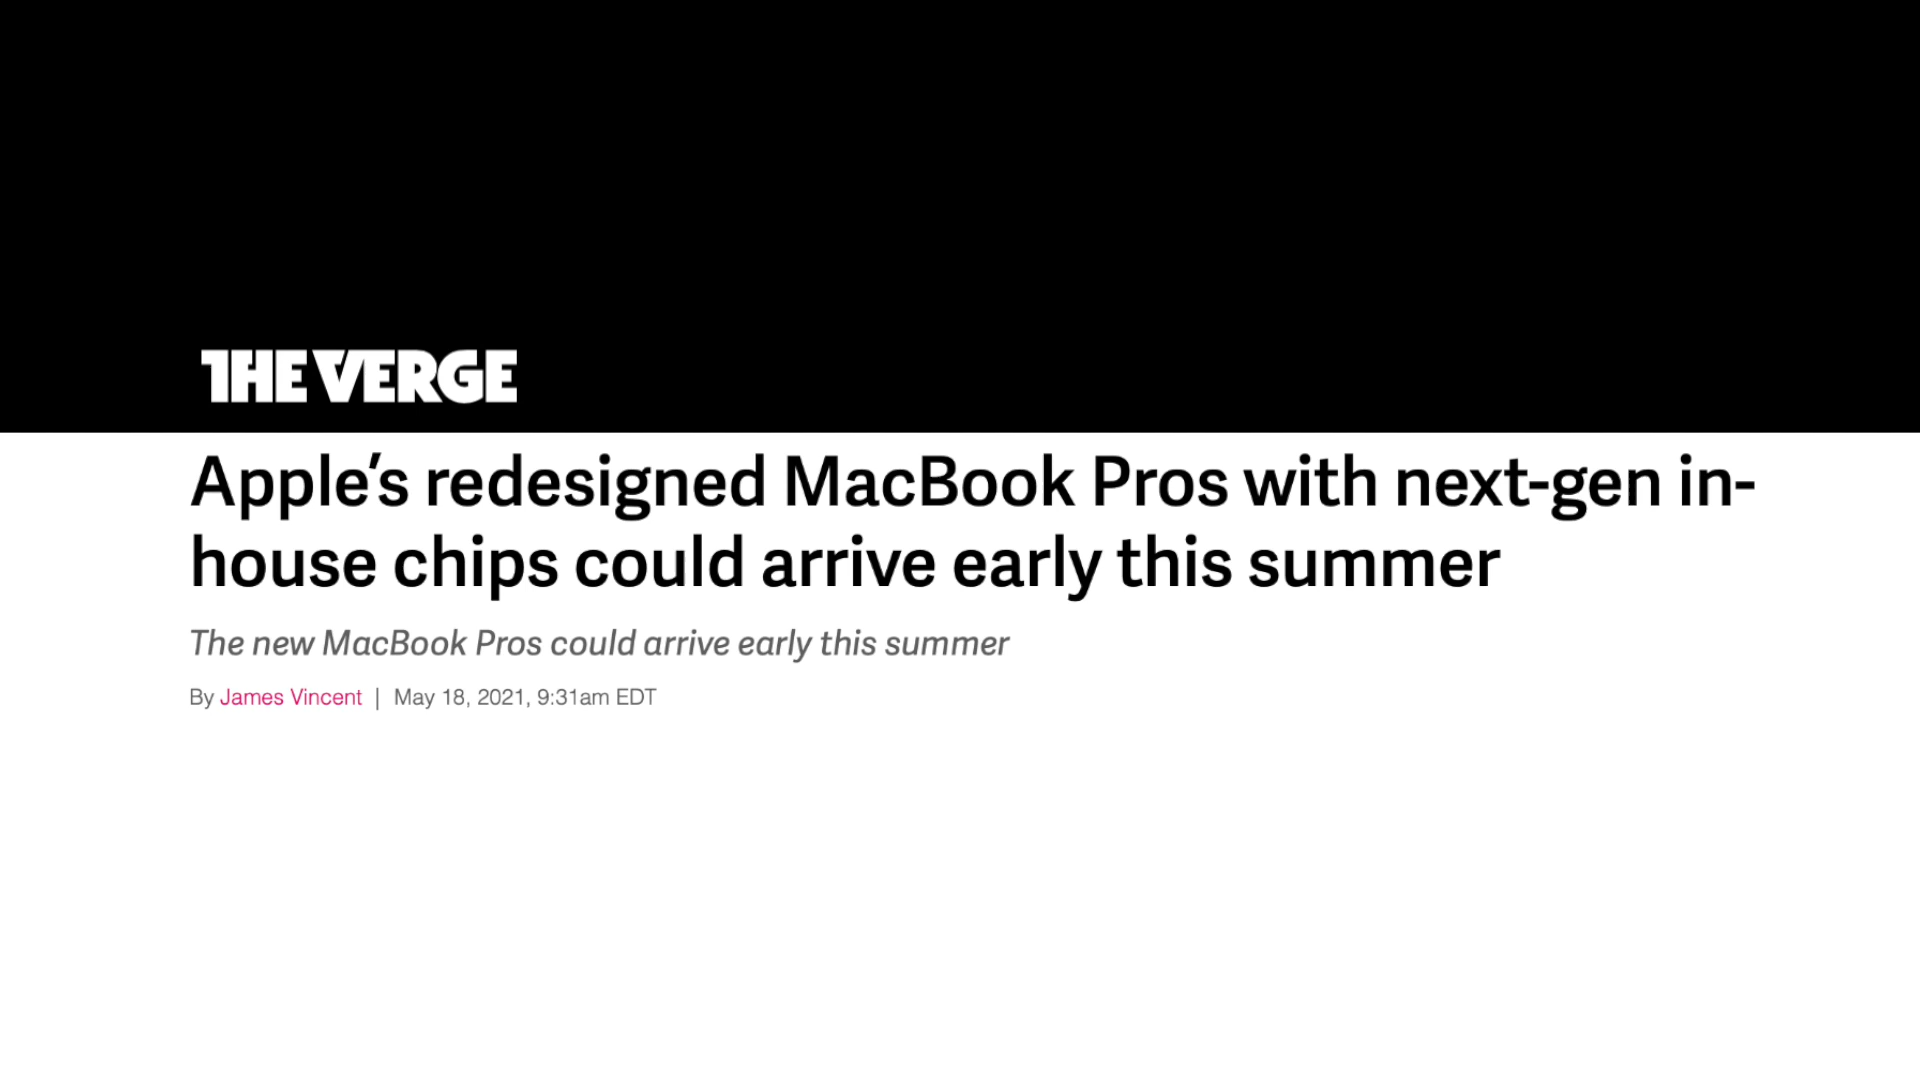 THE VERGE
Apple’s redesigned MacBook Pros with next-gen in-
house chips could arrive early this summer
The new MacBook Pros could arrive early this summer
By James Vincent | May 18, 2021, 9:31am EDT